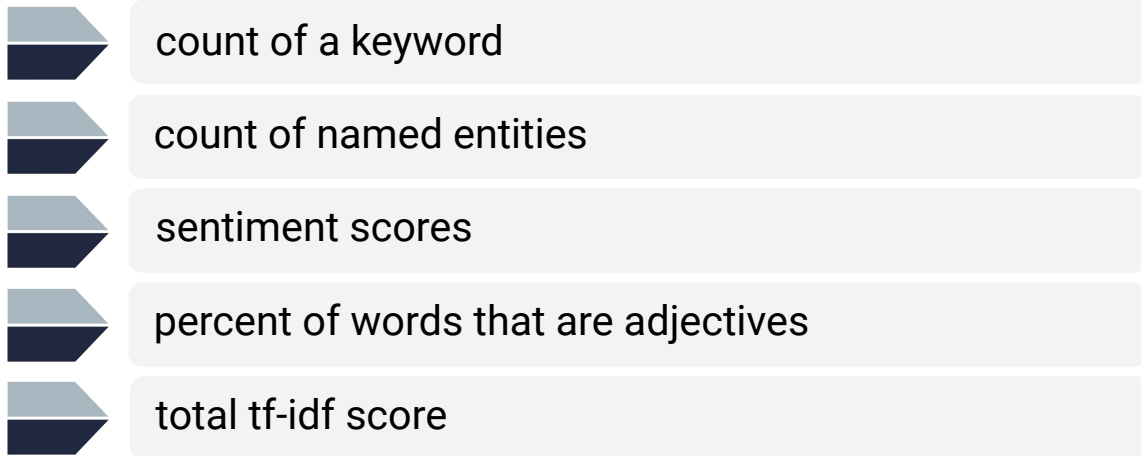 count of a keyword
count of named entities
sentiment scores
percent of words that are adjectives
total tf-idf score